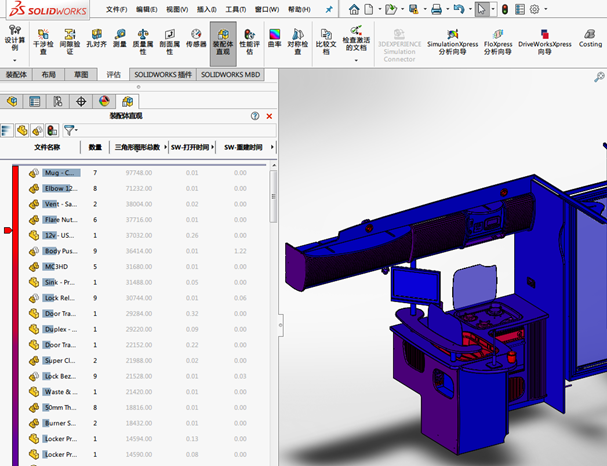 SOLIDWORKS 文件(F) 编辑(E) 视图(V) 插入(I) 工具(T) 窗口(W) 帮助(H)
设计算例 干涉检查 间隙验证 孔对齐 测量 质量属性 剖面属性 传感器 装配体直观 性能评估 曲率 对称检查 比较文档 检查激活的文档 3DEXPERIENCE Simulation Connector SimulationXpress 分析向导 FloXpress 分析向导 DriveWorksXpress 向导 Costing
装配体 布局 草图 评估 SOLIDWORKS 插件 SOLIDWORKS MBD
装配体直观
文件名称 数量 三角形图形总数 SW-打开时间 SW-重建时间
Mug - C... 7 97748.00 0.01 0.00
Elbow 12... 8 71232.00 0.01 0.00
Vent - Sa... 2 38004.00 0.02 0.00
Flare Nut... 6 37716.00 0.01 0.00
12v - US... 1 37032.00 0.26 0.00
Body Pus... 9 36414.00 0.01 1.22
MC3HD 5 31680.00 0.01 0.00
Sink - Pr... 1 31488.00 0.05 0.00
Lock Rel... 9 30744.00 0.01 0.06
Door Tra... 1 29284.00 0.32 0.00
Duplex - ... 1 29220.00 0.09 0.00
Door Tra... 1 22152.00 0.22 0.00
Super Cl... 2 21988.00 0.02 0.00
Lock Bez... 9 21528.00 0.01 0.03
Waste & ... 1 21420.00 0.01 0.00
50mm Th... 8 18816.00 0.01 0.00
Burner S... 2 18432.00 0.01 0.00
Locker Pr... 1 14594.00 0.13 0.00
Locker Pr... 1 14590.00 0.08 0.00